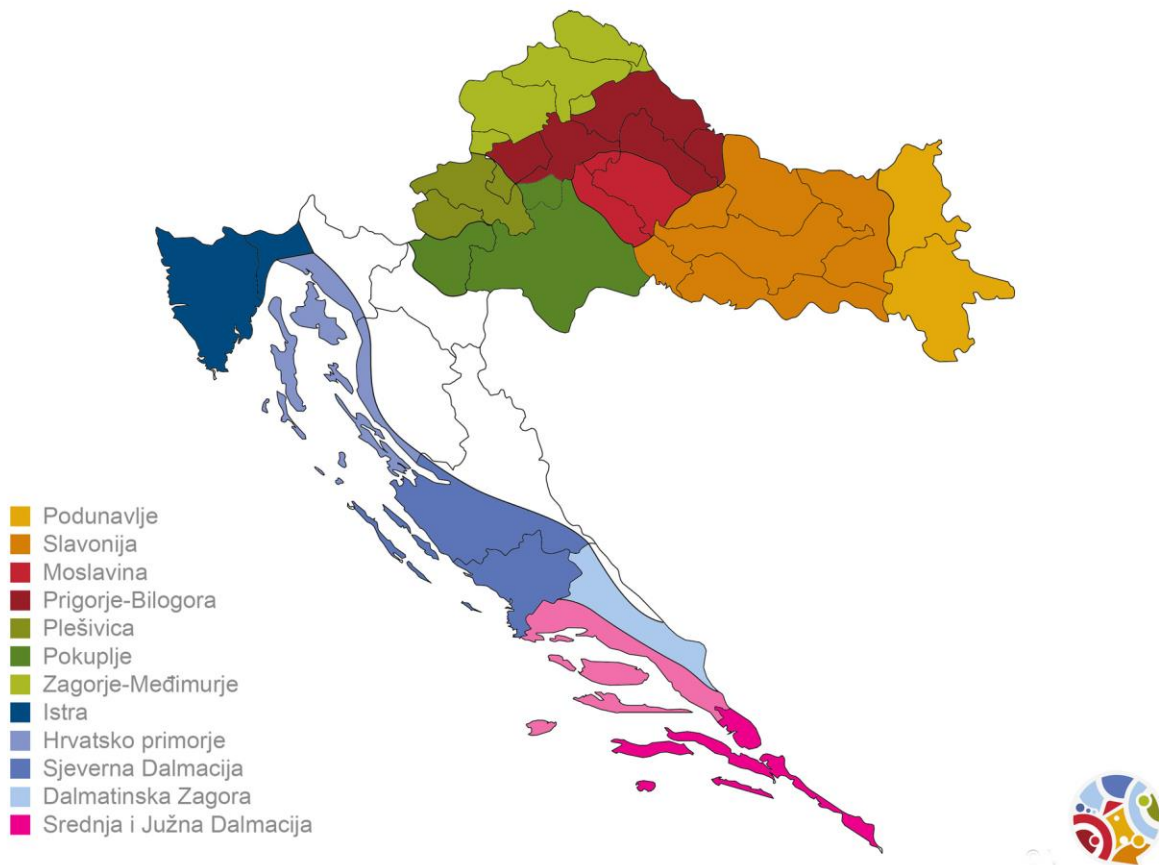 Podunavlje
Slavonija
Moslavina
Prigorje-Bilogora
Plešivica
Pokuplje
Zagorje-Međimurje
Istra
Hrvatsko primorje
Sjeverna Dalmacija
Dalmatinska Zagora
Srednja i Južna Dalmacija